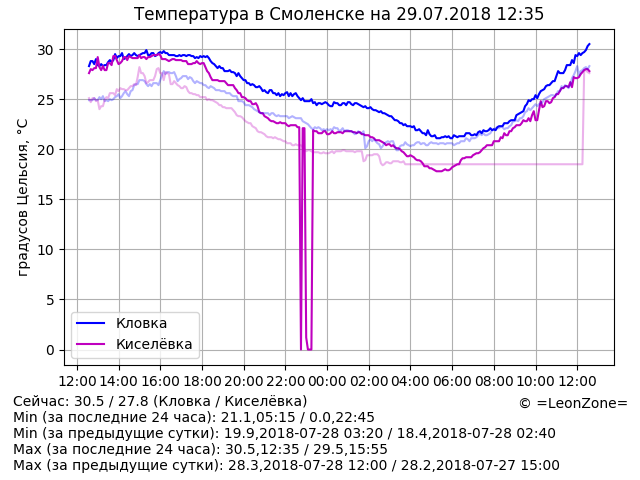 Температура в Смоленске на 29.07.2018 12:35
градусов Цельсия, °C
30
25
20
15
10
5
0
Кловка
Киселёвка
12:00 14:00 16:00 18:00 20:00 22:00 00:00 02:00 04:00 06:00 08:00 10:00 12:00
Сейчас: 30.5 / 27.8 (Кловка / Киселёвка)
© =LeonZone=
Min (за последние 24 часа): 21.1,05:15 / 0.0,22:45
Min (за предыдущие сутки): 19.9,2018-07-28 03:20 / 18.4,2018-07-28 02:40
Max (за последние 24 часа): 30.5,12:35 / 29.5,15:55
Max (за предыдущие сутки): 28.3,2018-07-28 12:00 / 28.2,2018-07-27 15:00